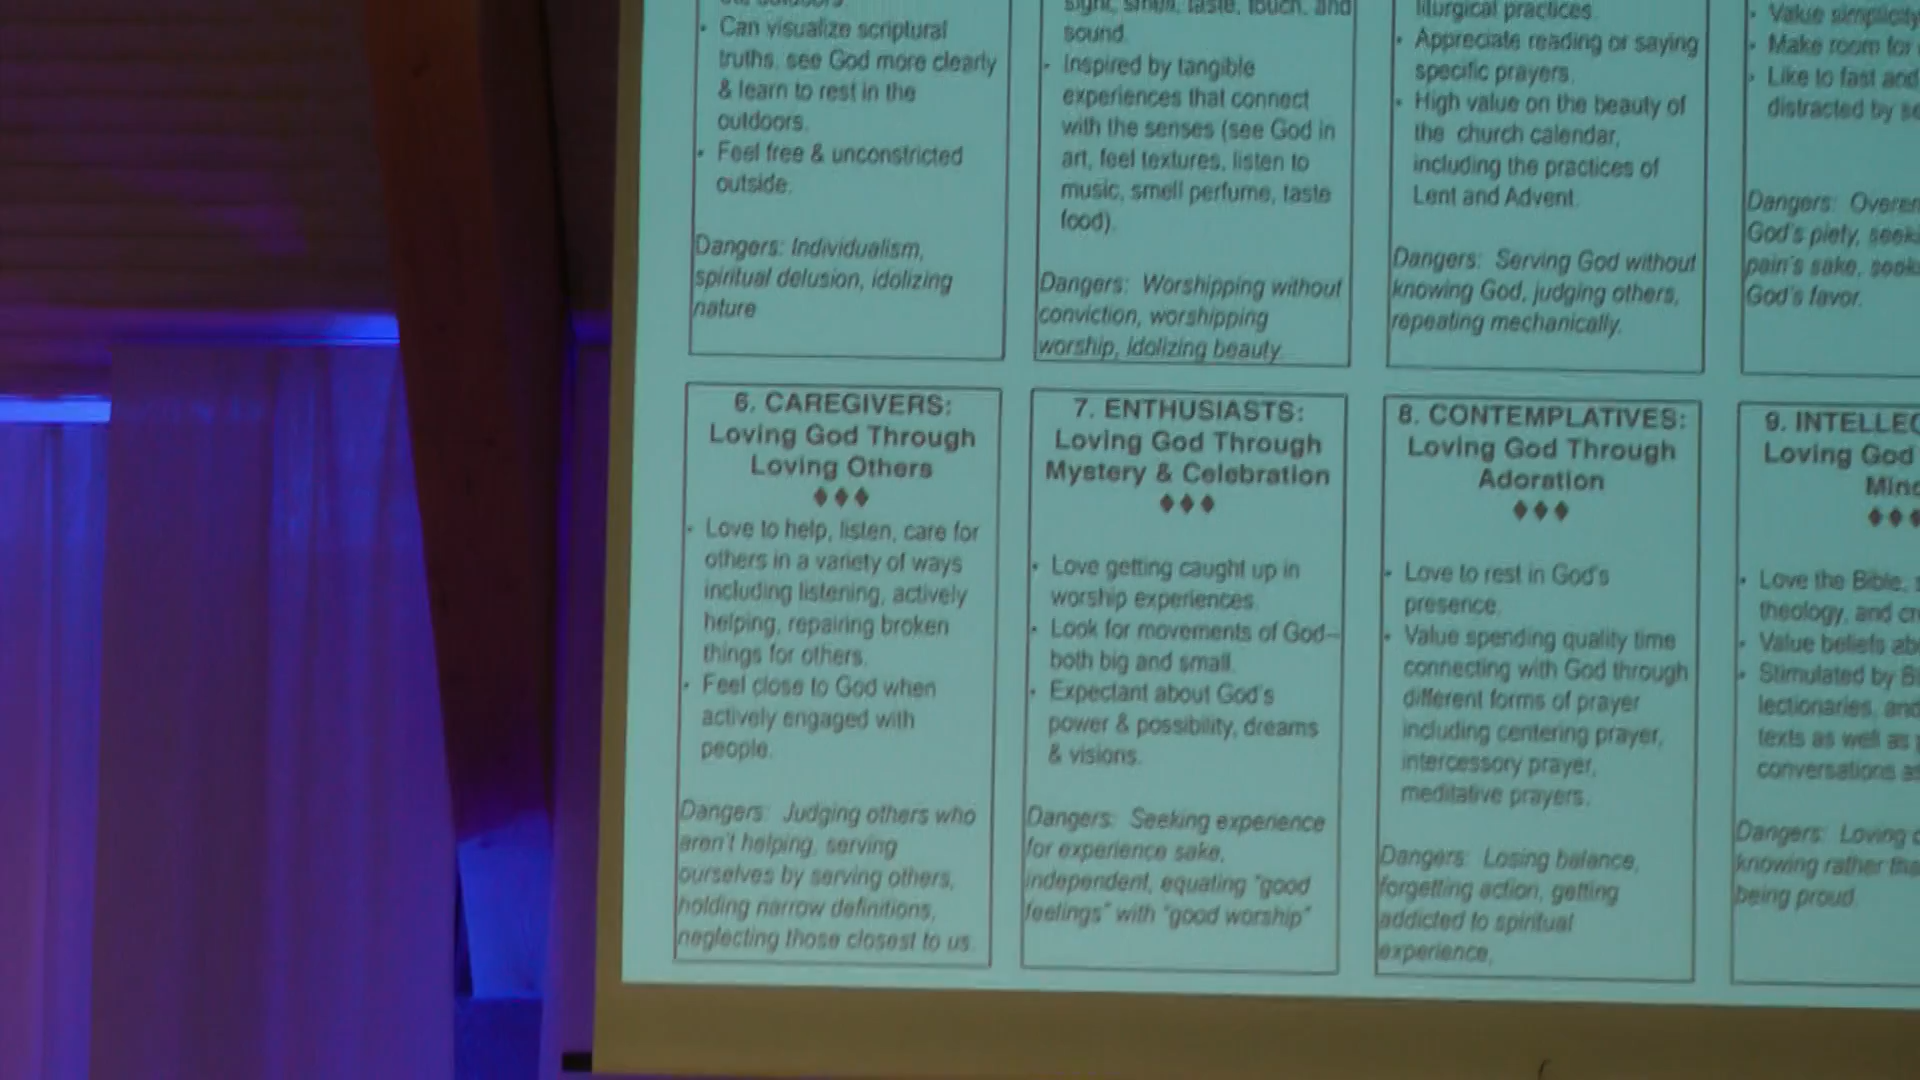 • Can visualize scriptural
truths, see God more clearly
& learn to rest in the
outdoors.
• Feel free & unconstricted
outside.
Dangers: Individualism,
spiritual delusion, idolizing
nature
sight, smell, taste, touch, and
sound.
• Inspired by tangible
experiences that connect
with the senses (see God in
art, feel textures, listen to
music, smell perfume, taste
food).
Dangers: Worshipping without
conviction, worshipping
worship, idolizing beauty
liturgical practices.
• Appreciate reading or saying
specific prayers.
• High value on the beauty of
the church calendar,
including the practices of
Lent and Advent.
Dangers: Serving God without
knowing God, judging others,
repeating mechanically.
• Value simplicity
• Make room for
• Like to fast and
distracted by
Dangers:
God's piety,
pain's sake,
God's favor.
6. CAREGIVERS:
Loving God Through
Loving Others
♦♦♦
• Love to help, listen, care for
others in a variety of ways
including listening, actively
helping, repairing broken
things for others.
• Feel close to God when
actively engaged with
people.
Dangers: Judging others who
aren't helping, serving
ourselves by serving others,
holding narrow definitions,
neglecting those closest to us.
7. ENTHUSIASTS:
Loving God Through
Mystery & Celebration
♦♦♦
• Love getting caught up in
worship experiences.
• Look for movements of God--
both big and small.
• Expectant about God's
power & possibility, dreams
& visions.
Dangers: Seeking experience
for experience sake,
independent, equating "good
feelings" with "good worship"
8. CONTEMPLATIVES:
Loving God Through
Adoration
♦♦♦
• Love to rest in God's
presence.
• Value spending quality time
connecting with God through
different forms of prayer
including centering prayer,
intercessory prayer,
meditative prayers.
Dangers: Losing balance,
forgetting action, getting
addicted to spiritual
experience,
9. INTELLEC
Loving God
Mind
♦♦♦
• Love the Bible,
theology, and
• Value beliefs
• Stimulated by
lectionaries, and
texts as well as
conversations
Dangers: Loving
knowing rather
being proud.